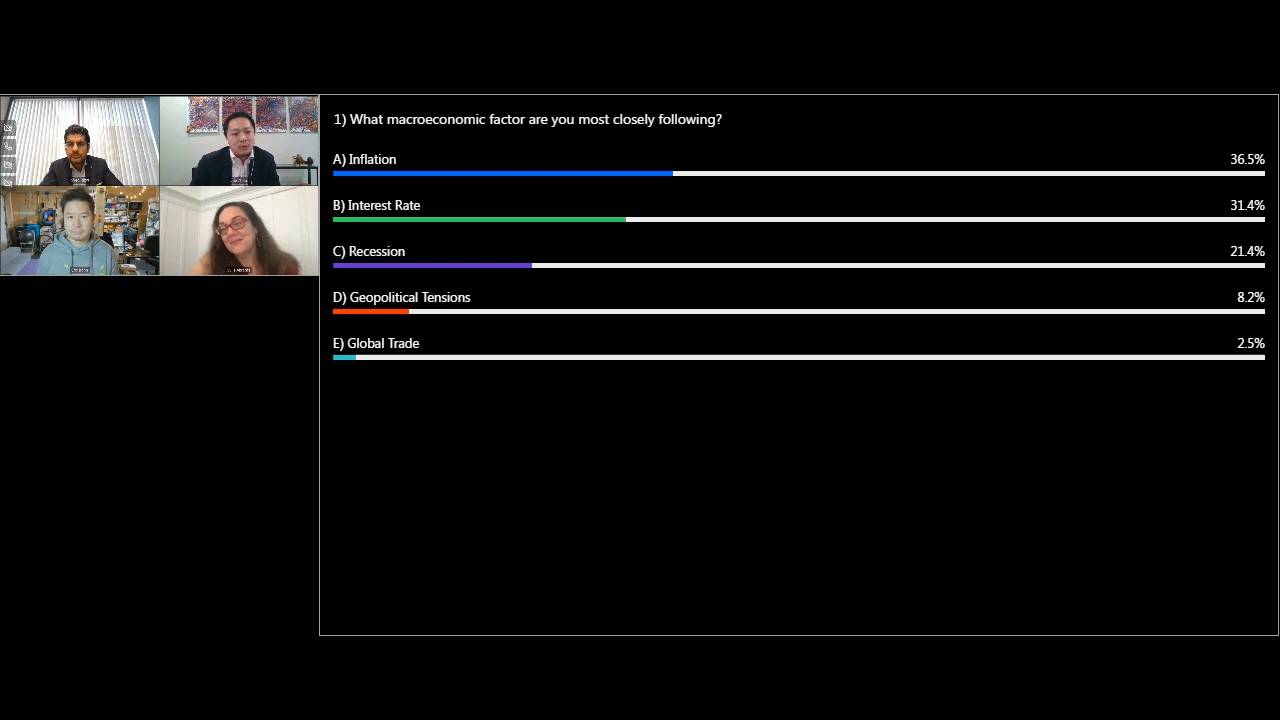 1) What macroeconomic factor are you most closely following?
A) Inflation 36.5%
B) Interest Rate 31.4%
C) Recession 21.4%
D) Geopolitical Tensions 8.2%
E) Global Trade 2.5%